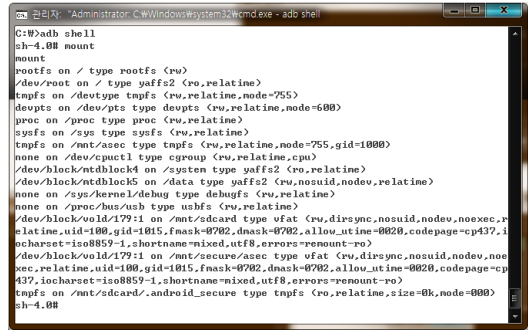 관리자: "Administrator: C:₩Windows₩system32₩cmd.exe - adb shell
C:₩>adb shell
sh-4.0# mount
mount
rootfs on / type rootfs (rw)
/dev/root on / type yaffs2 (ro,relatime)
tmpfs on /devtype tmpfs (rw,relatime,mode=755)
devpts on /dev/pts type devpts (rw,relatime,mode=600)
proc on /proc type proc (rw,relatime)
sysfs on /sys type sysfs (rw,relatime)
tmpfs on /mnt/asec type tmpfs (rw,relatime,mode=755,gid=1000)
none on /dev/cpuctl type cgroup (rw,relatime,cpu)
/dev/block/mtdblock4 on /system type yaffs2 (ro,relatime)
/dev/block/mtdblock5 on /data type yaffs2 (rw,nosuid,nodev,relatime)
none on /sys/kernel/debug type debugfs (rw,relatime)
none on /proc/bus/usb type usbfs (rw,relatime)
/dev/block/vold/179:1 on /mnt/sdcard type vfat (rw,dirsync,nosuid,nodev,noexec,r
elatime,uid=100,gid=1015,fmask=0702,dmask=0702,allow_utime=0020,codepage=cp437,i
ocharset=iso8859-1,shortname=mixed,utf8,errors=remount-ro)
/dev/block/vold/179:1 on /mnt/secure/asec type vfat (rw,dirsync,nosuid,nodev,noe
xec,relatime,uid=100,gid=1015,fmask=0702,dmask=0702,allow_utime=0020,codepage=cp
437,iocharset=iso8859-1,shortname=mixed,utf8,errors=remount-ro)
tmpfs on /mnt/sdcard/.android_secure type tmpfs (ro,relatime,size=0k,mode=000)
sh-4.0#